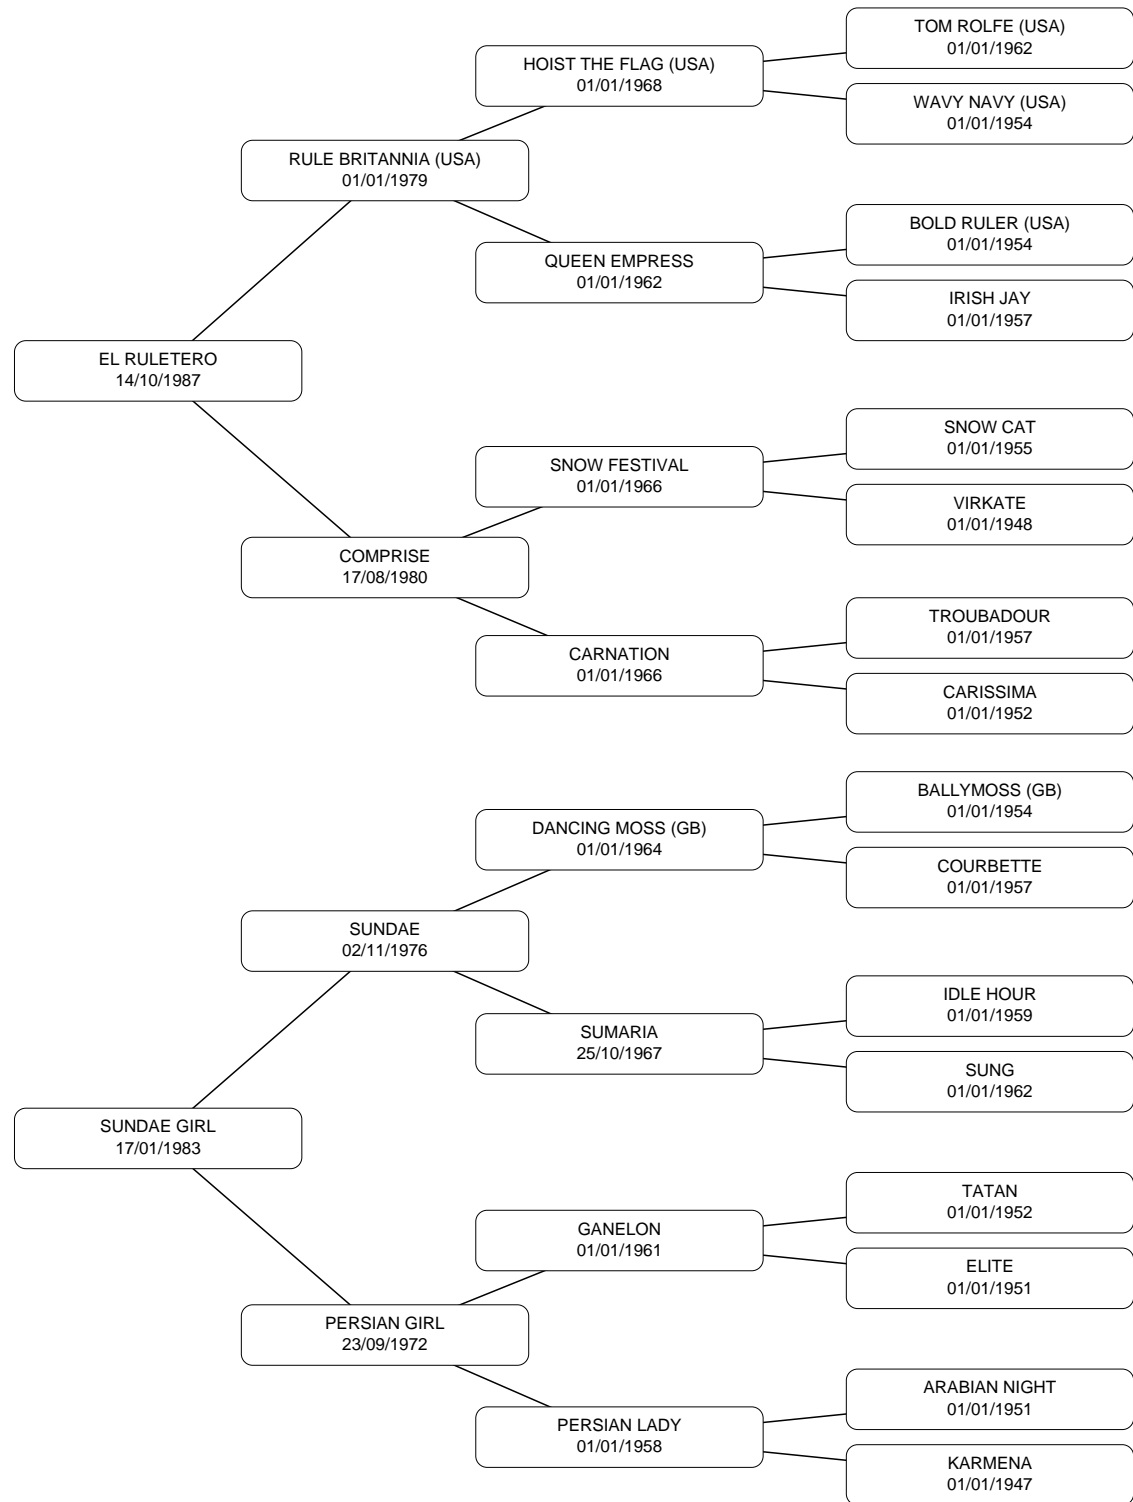 TOM ROLFE (USA)
01/01/1962
HOIST THE FLAG (USA)
01/01/1968
WAVY NAVY (USA)
01/01/1954
RULE BRITANNIA (USA)
01/01/1979
BOLD RULER (USA)
01/01/1954
QUEEN EMPRESS
01/01/1962
IRISH JAY
01/01/1957
EL RULETERO
14/10/1987
SNOW CAT
01/01/1955
SNOW FESTIVAL
01/01/1966
VIRKATE
01/01/1948
COMPRISE
17/08/1980
TROUBADOUR
01/01/1957
CARNATION
01/01/1966
CARISSIMA
01/01/1952
BALLYMOSS (GB)
01/01/1954
DANCING MOSS (GB)
01/01/1964
COURBETTE
01/01/1957
SUNDAE
02/11/1976
IDLE HOUR
01/01/1959
SUMARIA
25/10/1967
SUNG
01/01/1962
SUNDAE GIRL
17/01/1983
TATAN
01/01/1952
GANELON
01/01/1961
ELITE
01/01/1951
PERSIAN GIRL
23/09/1972
ARABIAN NIGHT
01/01/1951
PERSIAN LADY
01/01/1958
KARMENA
01/01/1947